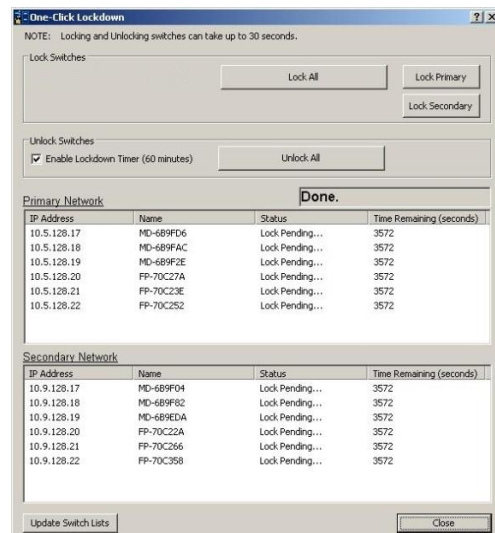 One-Click Lockdown
NOTE: Locking and Unlocking switches can take up to 30 seconds.
Lock Switches
Lock All
Lock Primary
Lock Secondary
Unlock Switches
Enable Lockdown Timer (60 minutes)
Unlock All
Done.
Primary Network
IP Address Name Status Time Remaining (seconds)
10.5.128.17 MD-6B9FD6 Lock Pending... 3572
10.5.128.18 MD-6B9FAC Lock Pending... 3572
10.5.128.19 MD-6B9F2E Lock Pending... 3572
10.5.128.20 FP-70C27A Lock Pending... 3572
10.5.128.21 FP-70C23E Lock Pending... 3572
10.5.128.22 FP-70C252 Lock Pending... 3572
Secondary Network
IP Address Name Status Time Remaining (seconds)
10.9.128.17 MD-6B9F04 Lock Pending... 3572
10.9.128.18 MD-6B9F82 Lock Pending... 3572
10.9.128.19 MD-6B9EDA Lock Pending... 3572
10.9.128.20 FP-70C22A Lock Pending... 3572
10.9.128.21 FP-70C266 Lock Pending... 3572
10.9.128.22 FP-70C358 Lock Pending... 3572
Update Switch Lists
Close